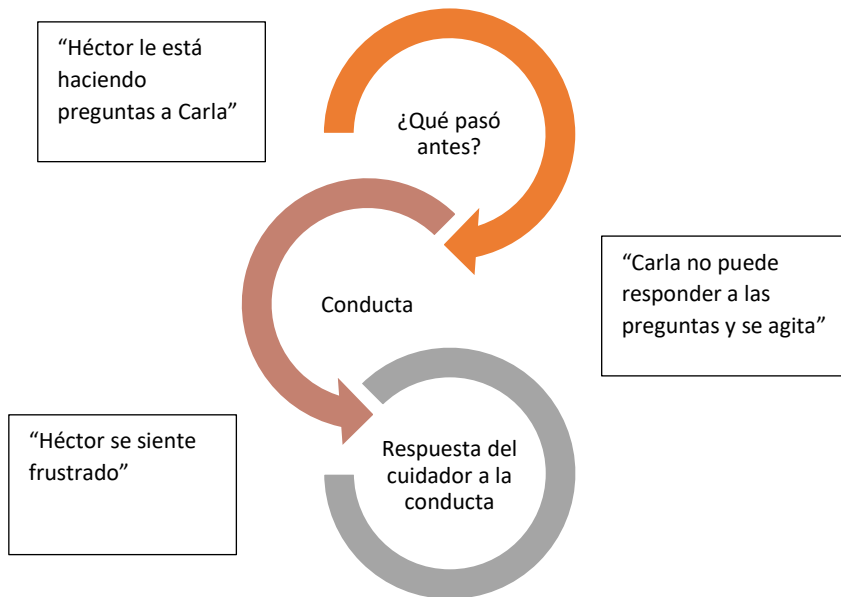 “Héctor le está
haciendo
preguntas a Carla”
¿Qué pasó
antes?
“Carla no puede
responder a las
preguntas y se agita”
Conducta
“Héctor se siente
frustrado”
Respuesta del
cuidador a la
conducta